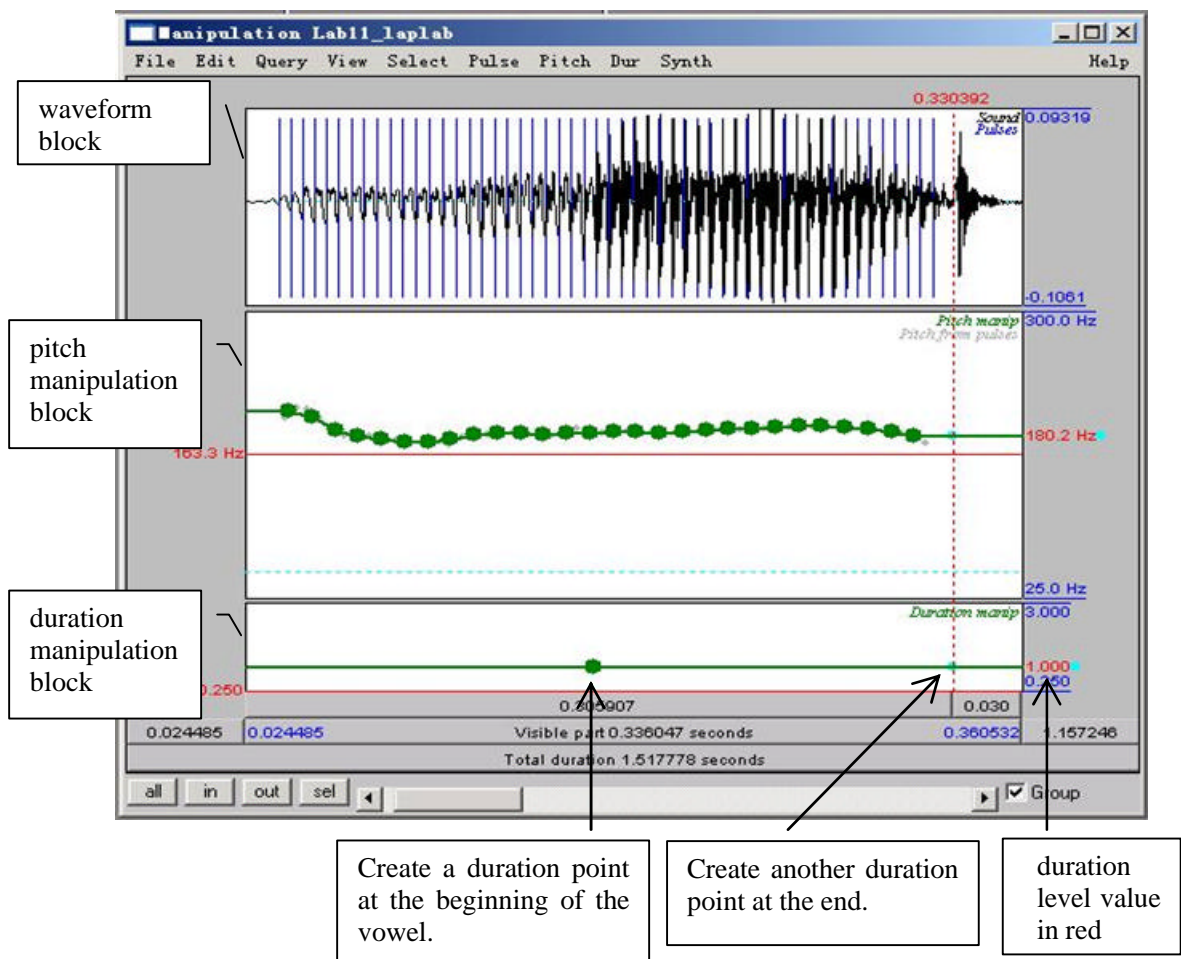 Manipulation Lab11_laplab
File Edit Query View Select Pulse Pitch Dur Synth Help
waveform
block
0.330392
Sound
Pulses
0.09319
-0.1061
pitch
manipulation
block
Pitch manip
Pitch from pulses
300.0 Hz
163.3 Hz
180.2 Hz
25.0 Hz
duration
manipulation
block
Duration manip
3.000
1.000
0.250
0.250
0.305907
0.030
0.024485
0.024485
Visible part 0.336047 seconds
0.360532
1.157246
Total duration 1.517778 seconds
all in out sel Group
Create a duration point
at the beginning of the
vowel.
Create another duration
point at the end.
duration
level value
in red